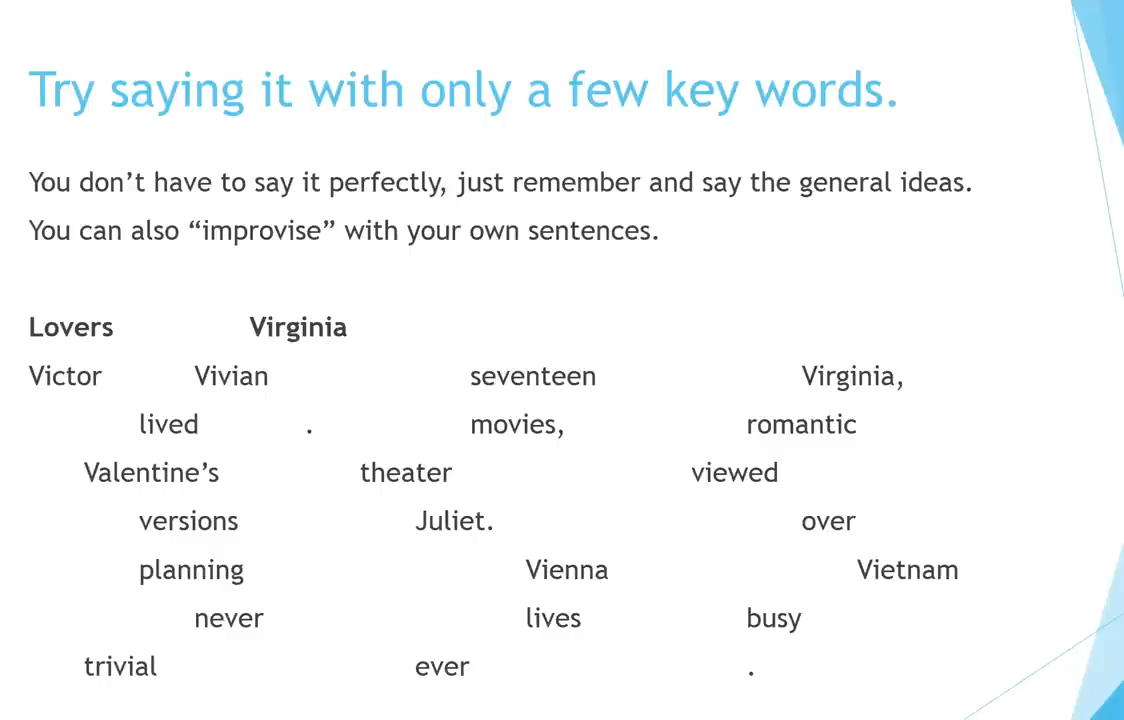 Try saying it with only a few key words.
You don’t have to say it perfectly, just remember and say the general ideas.
You can also “improvise” with your own sentences.
Lovers Virginia
Victor Vivian seventeen Virginia,
lived . movies, romantic
Valentine’s theater viewed
versions Juliet. over
planning Vienna Vietnam
never lives busy
trivial ever .